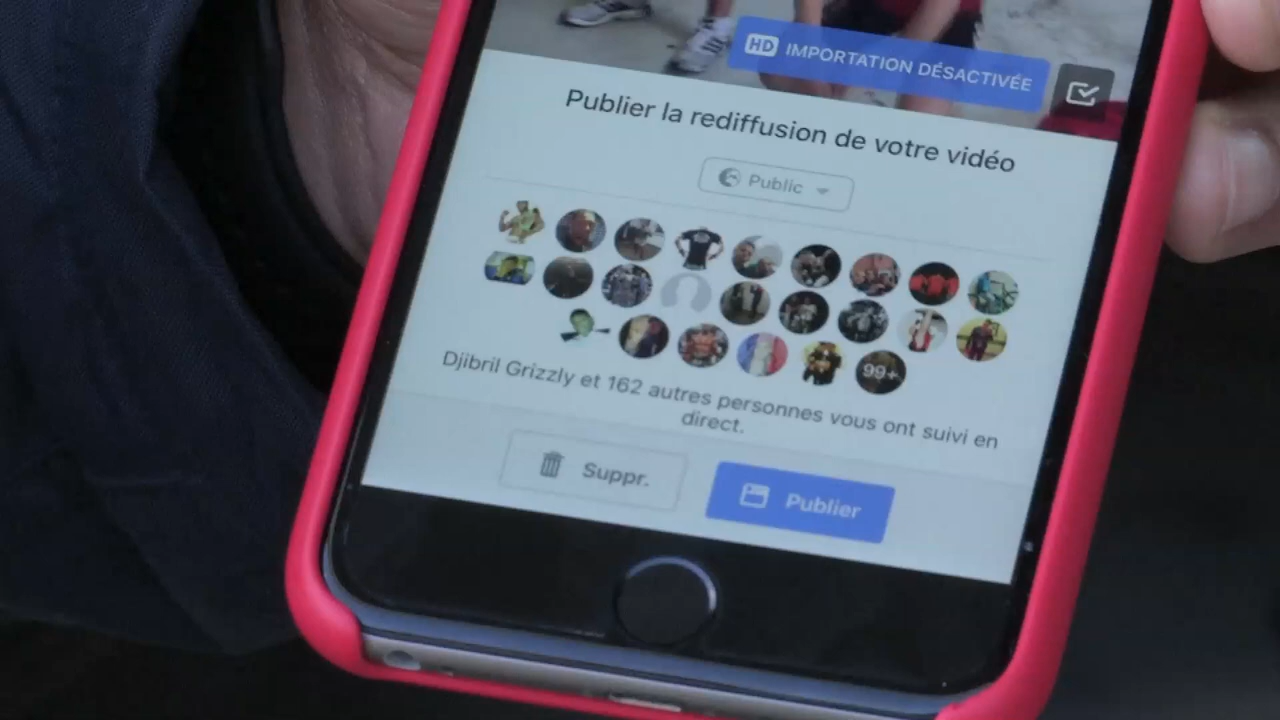 HD IMPORTATION DÉSACTIVÉE
Publier la rediffusion de votre vidéo
Public
99+
Djibril Grizzly et 162 autres personnes vous ont suivi en
direct.
Suppr.
Publier